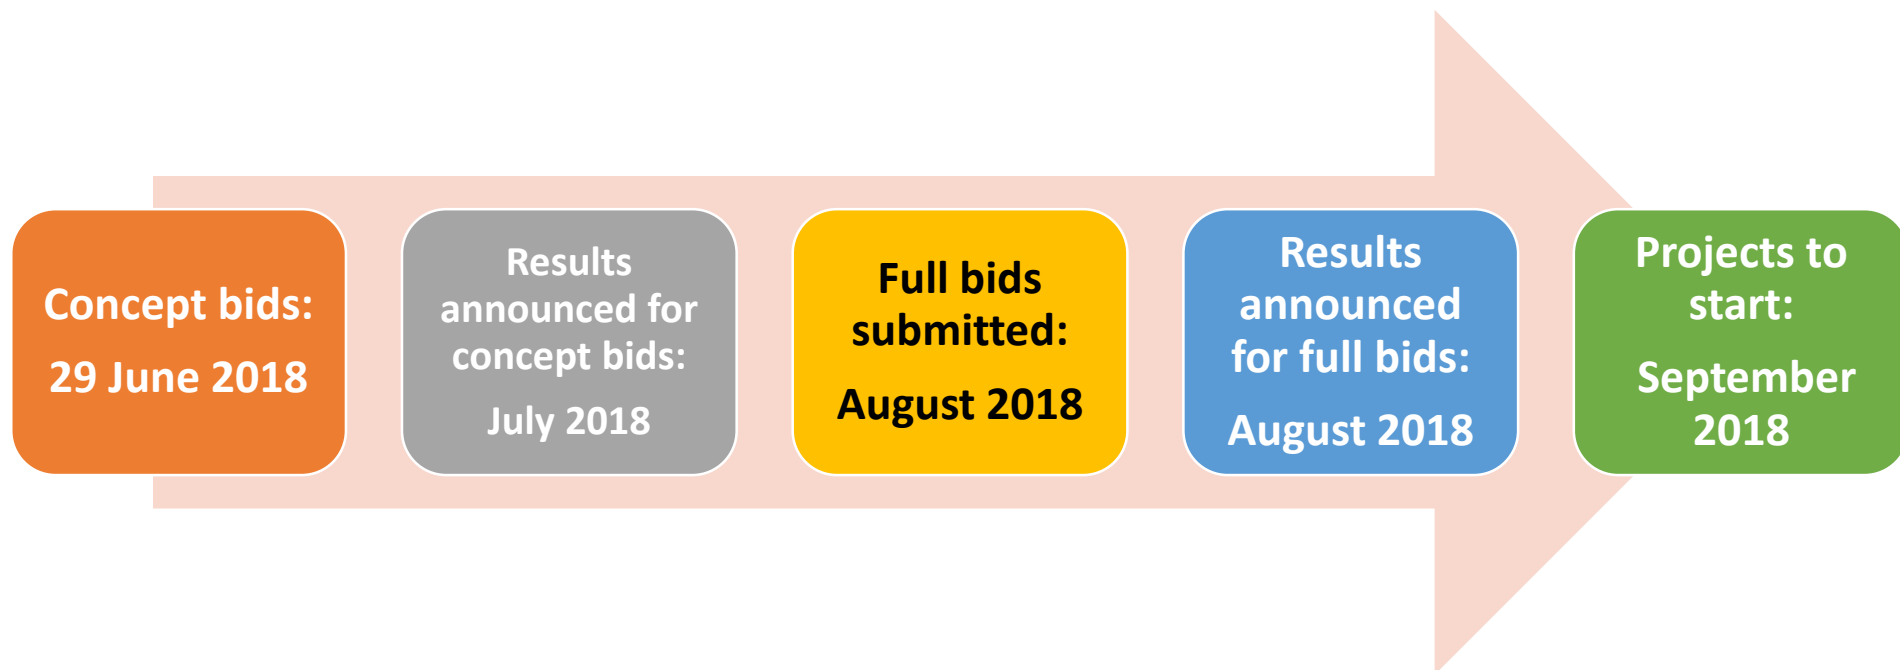 Concept bids:
29 June 2018
Results
announced for
concept bids:
July 2018
Full bids
submitted:
August 2018
Results
announced
for full bids:
August 2018
Projects to
start:
September
2018